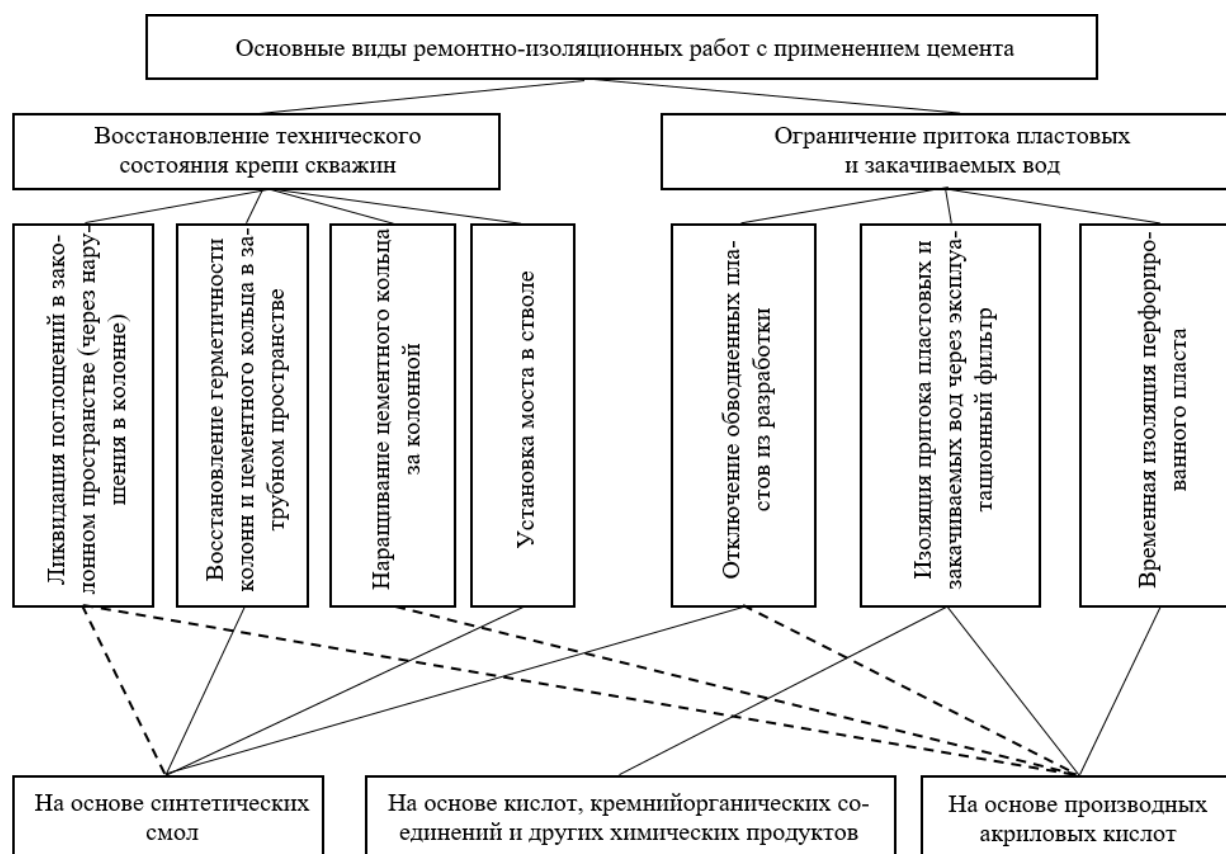 Основные виды ремонтно-изоляционных работ с применением цемента
Восстановление технического
состояния крепи скважин
Ограничение притока пластовых
и закачиваемых вод
Ликвидация поглощений в зако-
лонном пространстве (через нару-
шения в колонне)
Восстановление герметичности
колонн и цементного кольца в за-
трубном пространстве
Наращивание цементного кольца
за колонной
Установка моста в стволе
Отключение обводненных пла-
стов из разработки
Изоляция притока пластовых и
закачиваемых вод через эксплуа-
тационный фильтр
Временная изоляция перфориро-
ванного пласта
На основе синтетических
смол
На основе кислот, кремнийорганических со-
единений и других химических продуктов
На основе производных
акриловых кислот